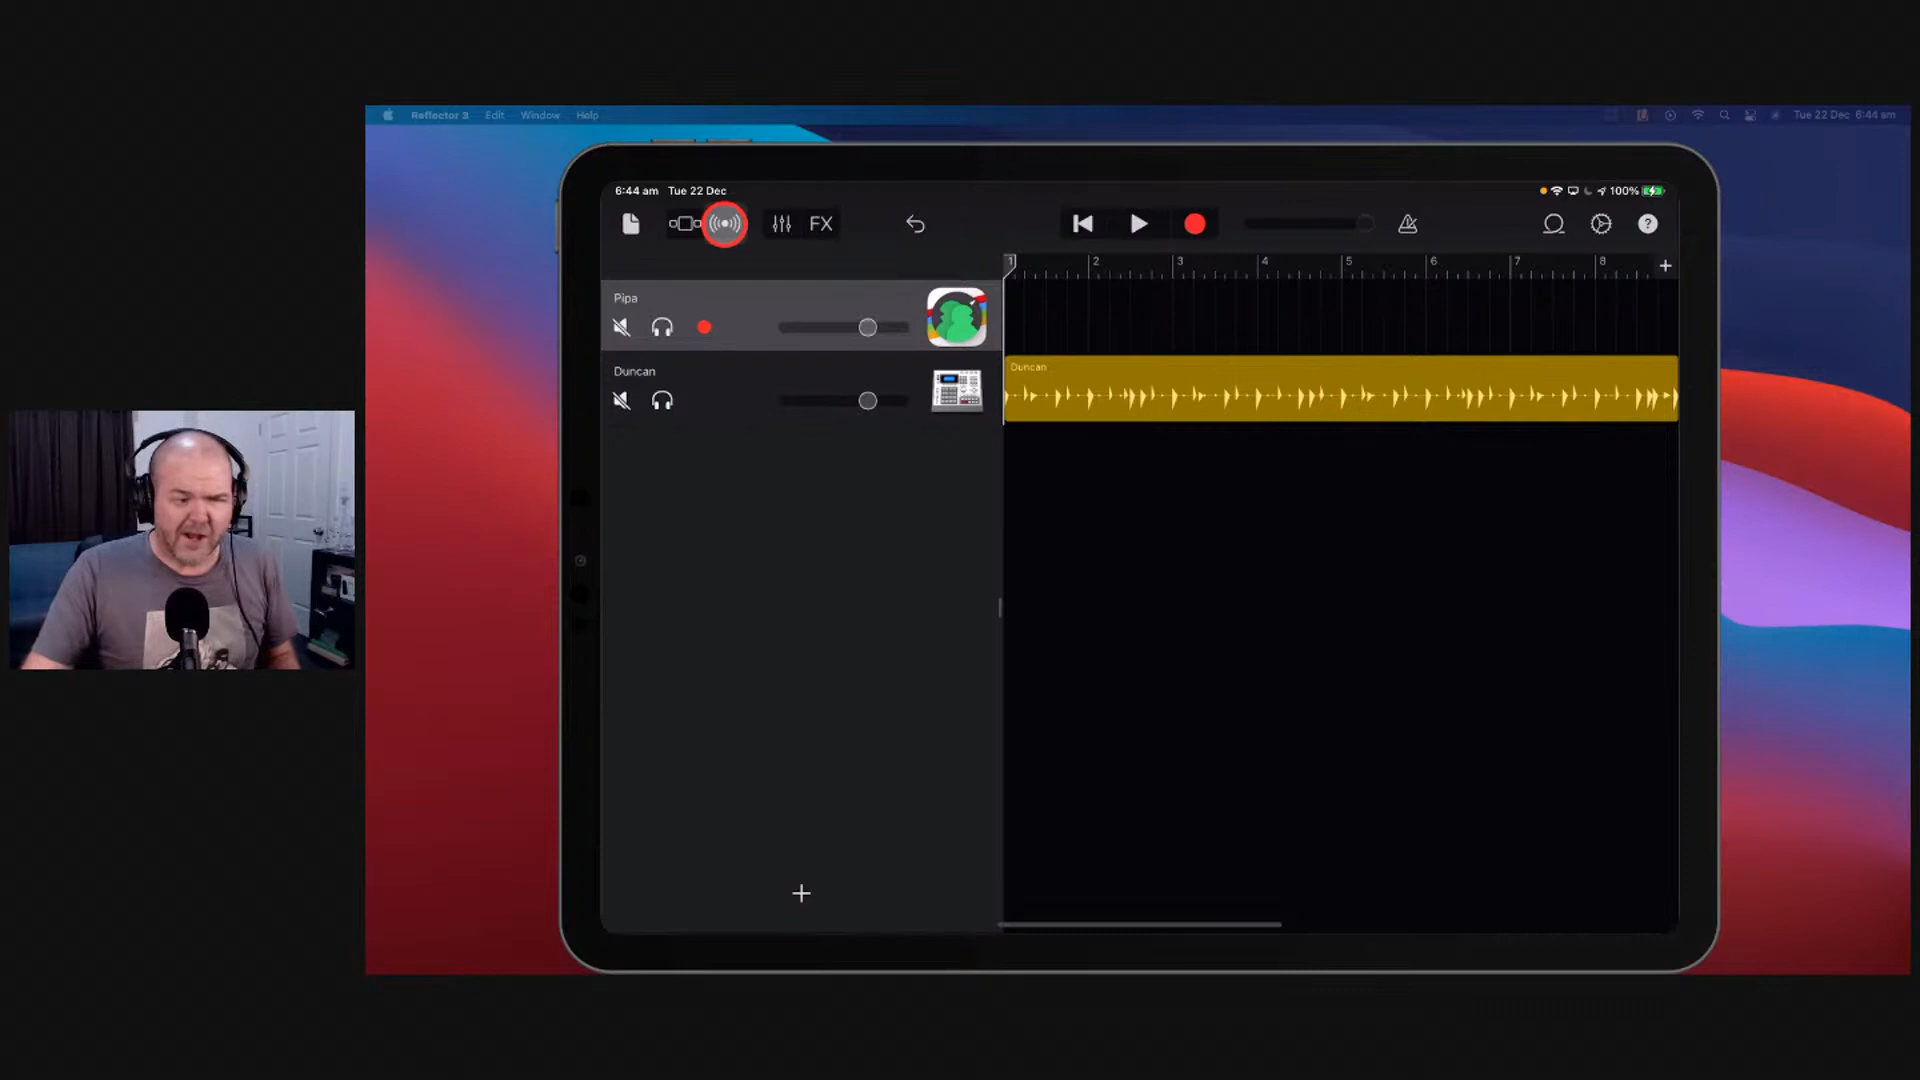 Reflector 3 Edit Window Help
Tue 22 Dec 6:44 am
6:44 am Tue 22 Dec
100%
FX
?
1 2 3 4 5 6 7 8
Pipa
Duncan
Duncan